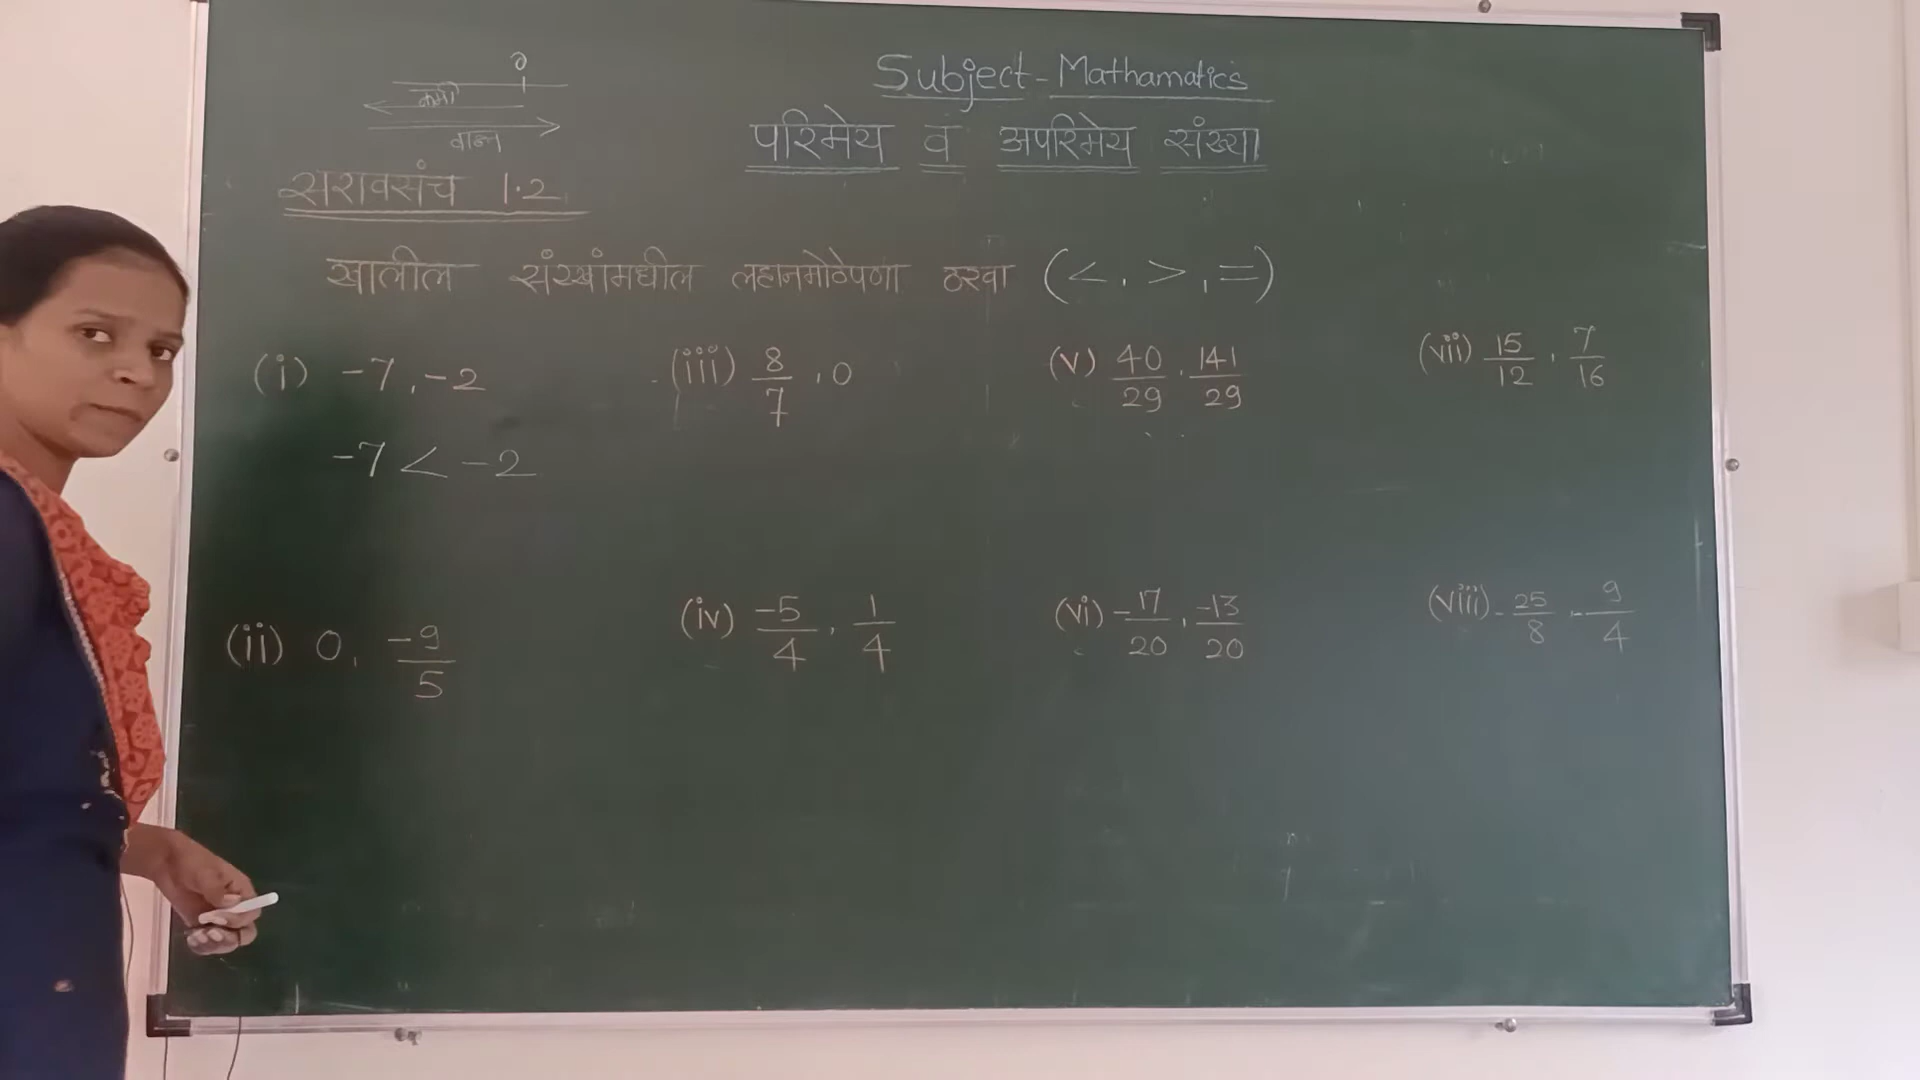 0
कमी
वाढत
Subject - Mathamatics
परिमेय व अपरिमेय संख्या
सरावसंच 1.2
खालील संख्यांमधील लहानमोठेपणा ठरवा (<, >, =)
(i) -7, -2
-7 < -2
(iii) 8/7, 0
(v) 40/29, 141/29
(vii) 15/12, 7/16
(ii) 0, -9/5
(iv) -5/4, 1/4
(vi) -17/20, -13/20
(viii) -25/8, -9/4